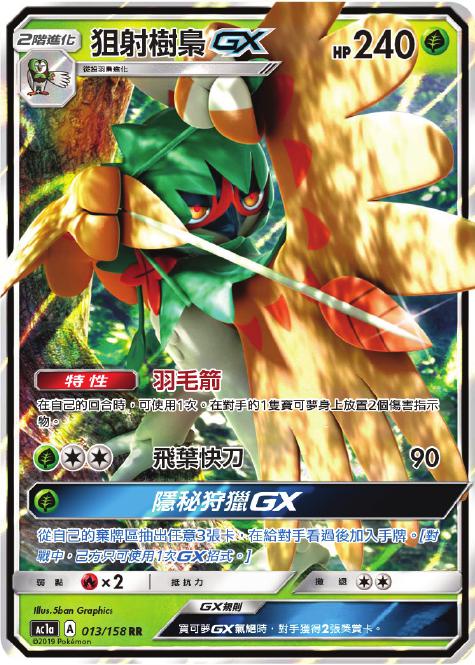 2階進化
狙射樹梟GX
HP240
從投羽梟進化
特性 羽毛箭
在自己的回合時,可使用1次。在對手的1隻寶可夢身上放置2個傷害指示
物。
飛葉快刀 90
隱秘狩獵GX
從自己的棄牌區抽出任意3張卡,在給對手看過後加入手牌。[對
戰中,己方只可使用1次GX招式。]
弱點 ×2 抵抗力 撤退
Illus.5ban Graphics
GX規則
AC1a A 013/158 RR
寶可夢GX氣絕時,對手獲得2張獎賞卡。
©2019 Pokémon